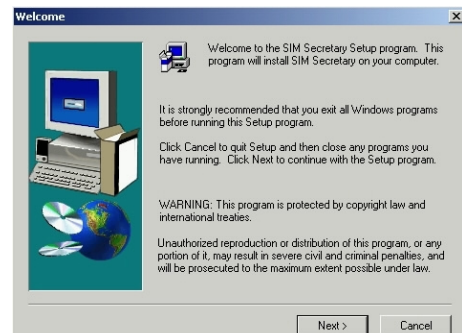 Welcome
Welcome to the SIM Secretary Setup program. This
program will install SIM Secretary on your computer.
It is strongly recommended that you exit all Windows programs
before running this Setup program.
Click Cancel to quit Setup and then close any programs you
have running. Click Next to continue with the Setup program.
WARNING: This program is protected by copyright law and
international treaties.
Unauthorized reproduction or distribution of this program, or any
portion of it, may result in severe civil and criminal penalties, and
will be prosecuted to the maximum extent possible under law.
Next > Cancel